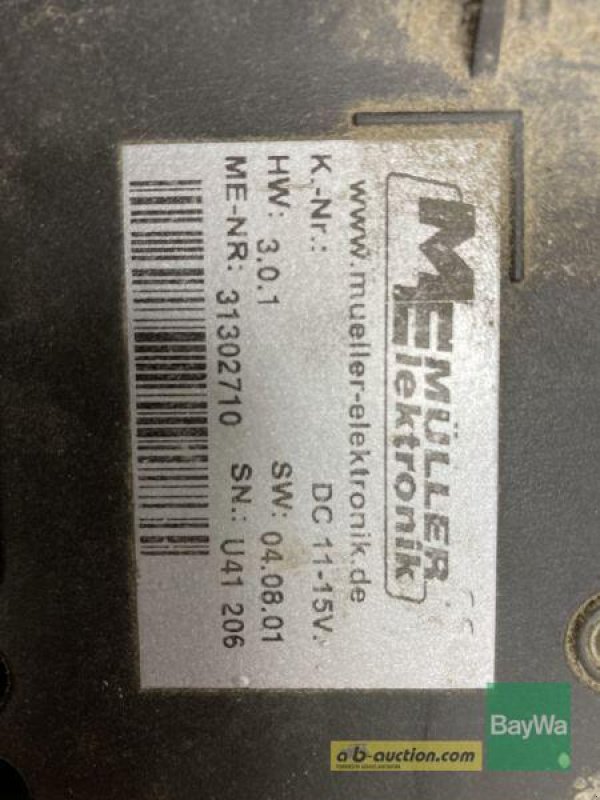 MÜLLER
Elektronik
www.mueller-elektronik.de
K.-Nr.: DC 11-15V.
HW: 3.0.1 SW: 04.08.01
ME-NR: 31302710 SN.: U41 206
BayWa
ab-auction.com